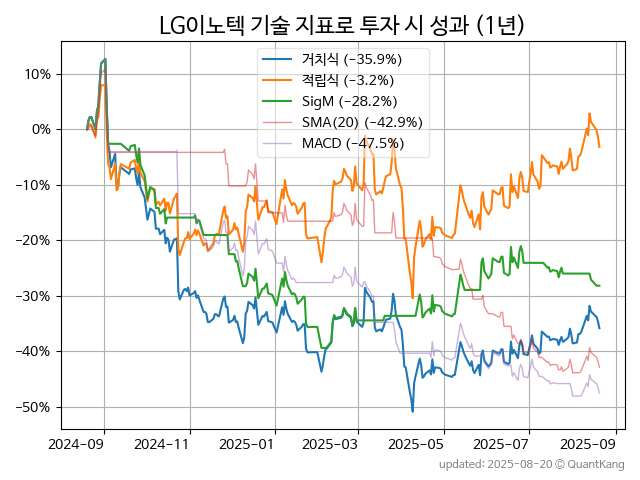 LG이노텍 기술 지표로 투자 시 성과 (1년)
거치식 (−35.9%)
적립식 (−3.2%)
SigM (−28.2%)
SMA(20) (−42.9%)
MACD (−47.5%)
10%
0%
−10%
−20%
−30%
−40%
−50%
2024-09 2024-11 2025-01 2025-03 2025-05 2025-07 2025-09
updated: 2025-08-20 © QuantKang